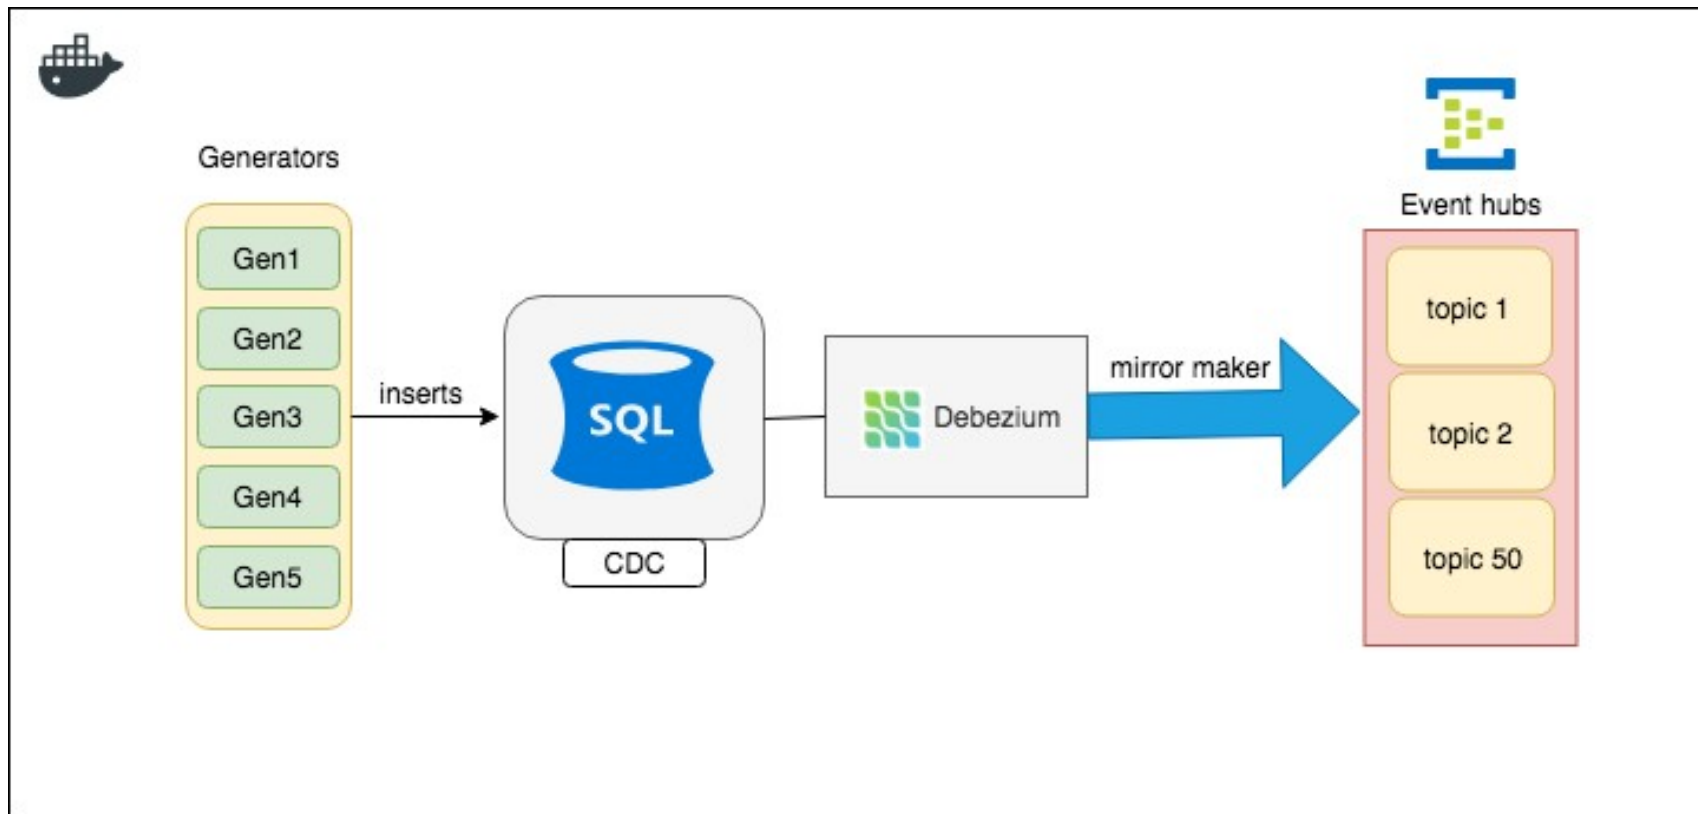 Generators
Gen1
Gen2
Gen3
Gen4
Gen5
inserts
SQL
CDC
Debezium
mirror maker
Event hubs
topic 1
topic 2
topic 50